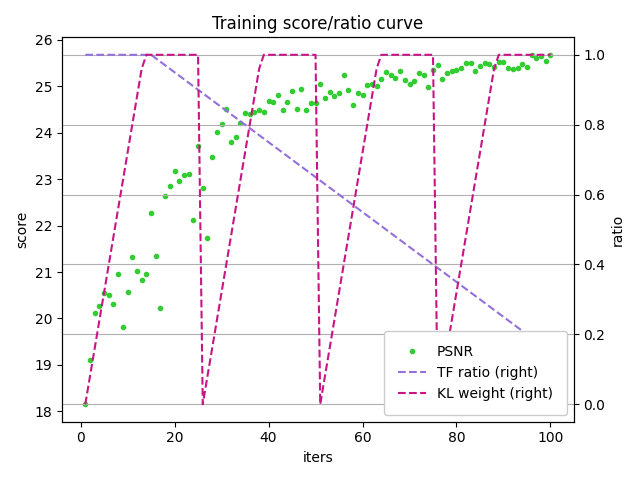 Training score/ratio curve
26
25
24
23
22
21
20
19
18
score
1.0
0.8
0.6
0.4
0.2
0.0
ratio
PSNR
TF ratio (right)
KL weight (right)
0 20 40 60 80 100
iters